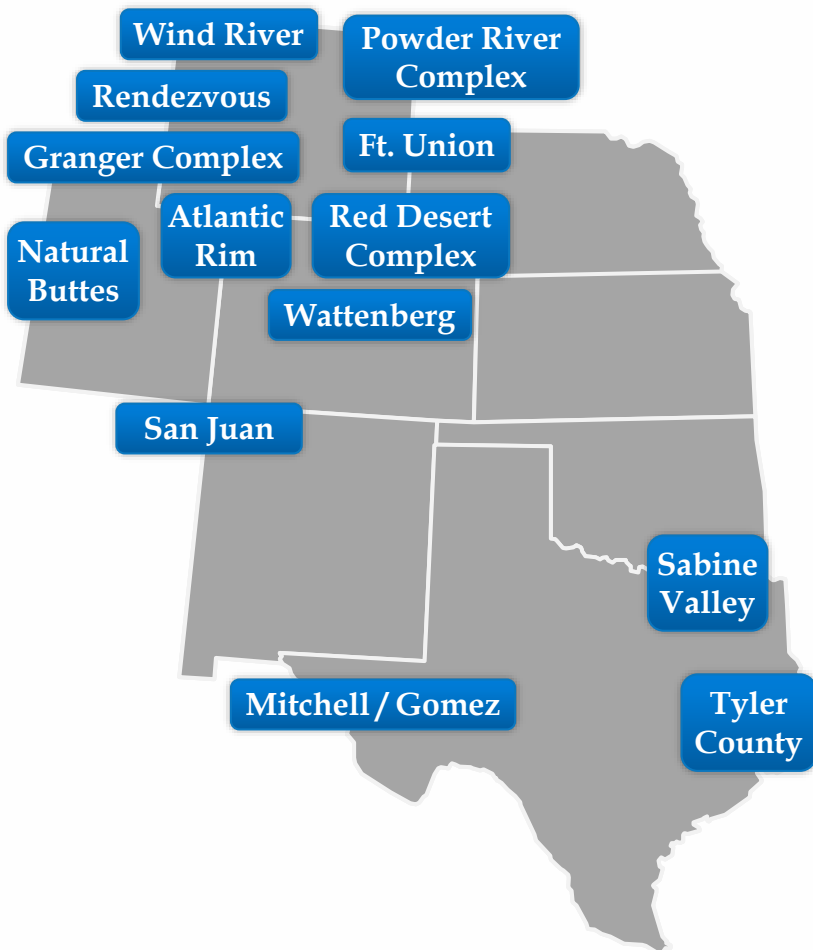 Wind River
Powder River
Complex
Rendezvous
Ft. Union
Granger Complex
Atlantic
Rim
Red Desert
Complex
Natural
Buttes
Wattenberg
San Juan
Sabine
Valley
Mitchell / Gomez
Tyler
County